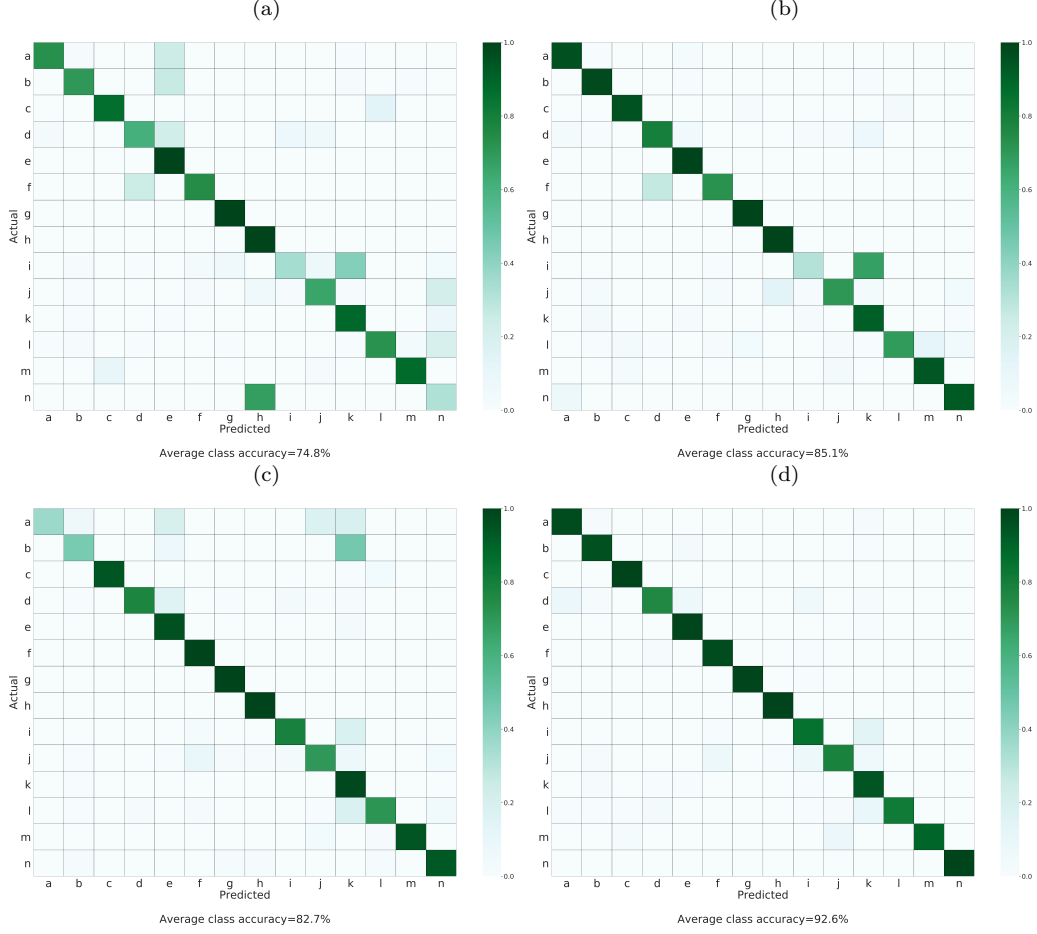 (a)
a
b
c
d
e
f
g
h
i
j
k
l
m
n
Actual
a b c d e f g h i j k l m n
Predicted
1.0
0.8
0.6
0.4
0.2
0.0
Average class accuracy=74.8%
(b)
a
b
c
d
e
f
g
h
i
j
k
l
m
n
Actual
a b c d e f g h i j k l m n
Predicted
1.0
0.8
0.6
0.4
0.2
0.0
Average class accuracy=85.1%
(c)
a
b
c
d
e
f
g
h
i
j
k
l
m
n
Actual
a b c d e f g h i j k l m n
Predicted
1.0
0.8
0.6
0.4
0.2
0.0
Average class accuracy=82.7%
(d)
a
b
c
d
e
f
g
h
i
j
k
l
m
n
Actual
a b c d e f g h i j k l m n
Predicted
1.0
0.8
0.6
0.4
0.2
0.0
Average class accuracy=92.6%